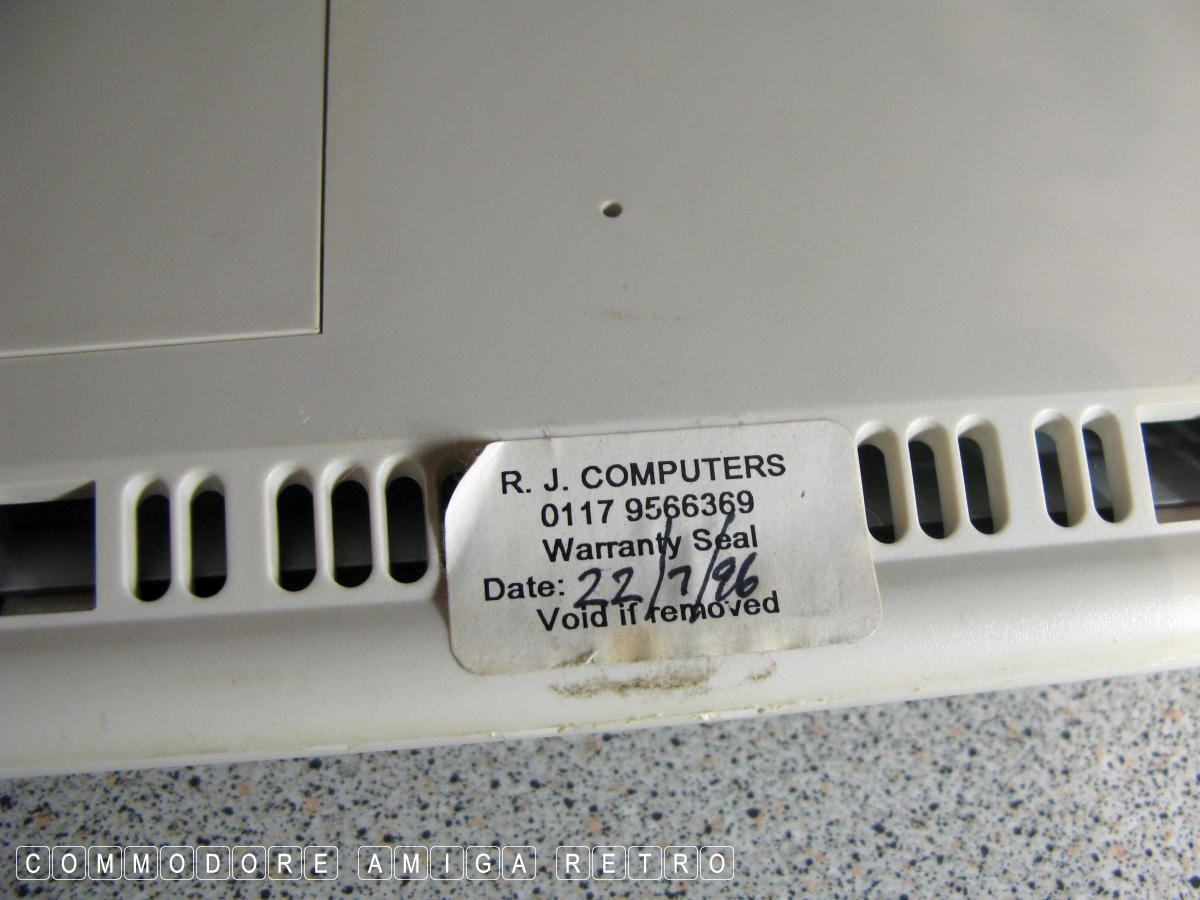 R. J. COMPUTERS
0117 9566369
Warranty Seal
Date: 22/7/96
Void if removed
COMMODORE AMIGA RETRO